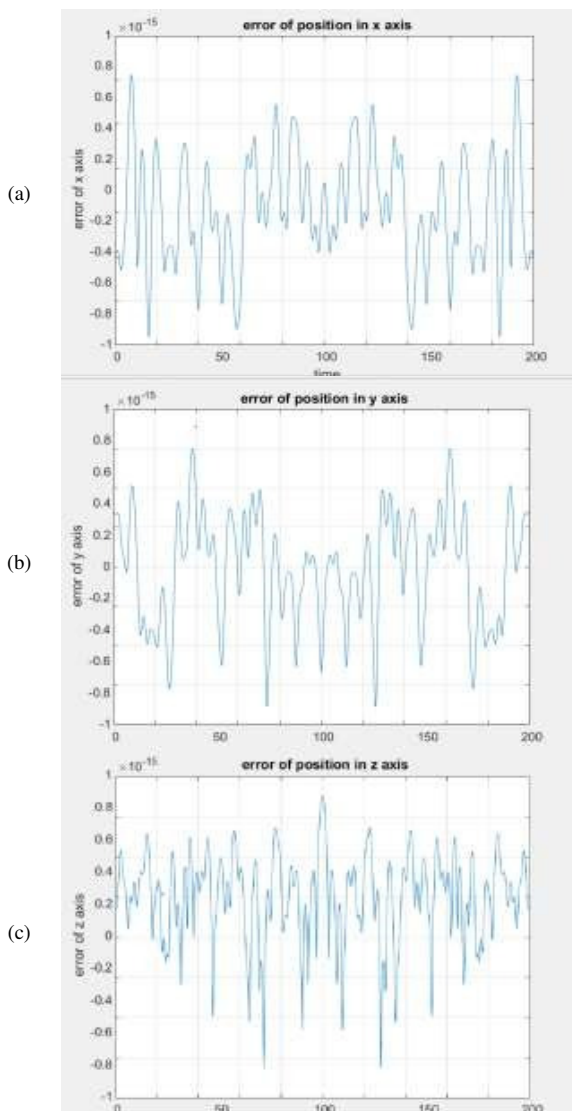 error of position in x axis
1 ×10-15
0.8
0.6
0.4
0.2
0
-0.2
-0.4
-0.6
-0.8
-1
error of x axis
(a)
0 50 100 150 200
time
error of position in y axis
1 ×10-15
0.8
0.6
0.4
0.2
0
-0.2
-0.4
-0.6
-0.8
-1
error of y axis
(b)
0 50 100 150 200
error of position in z axis
1 ×10-15
0.8
0.6
0.4
0.2
0
-0.2
-0.4
-0.6
-0.8
-1
error of z axis
(c)
0 50 100 150 200